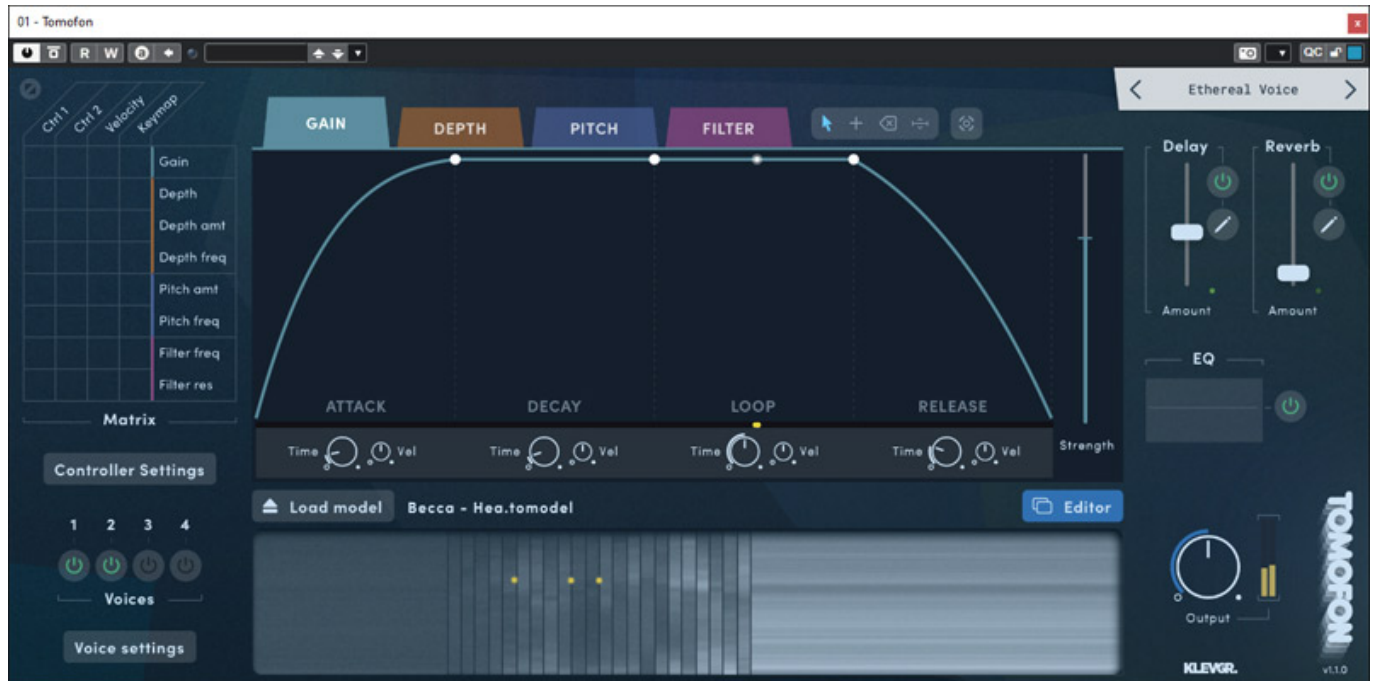 01 - Tomofon
R W a QC
Ctrl 1 Ctrl 2 Velocity Keymap
Gain
Depth
Depth amt
Depth freq
Pitch amt
Pitch freq
Filter freq
Filter res
Matrix
Controller Settings
1 2 3 4
Voices
Voice settings
GAIN DEPTH PITCH FILTER
ATTACK DECAY LOOP RELEASE
Time Vel Time Vel Time Vel Time Vel
Strength
Load model Becca - Hea.tomodel Editor
Ethereal Voice
Delay Reverb
Amount Amount
EQ
Output
TOMOFON
KLEVGR. v1.1.0